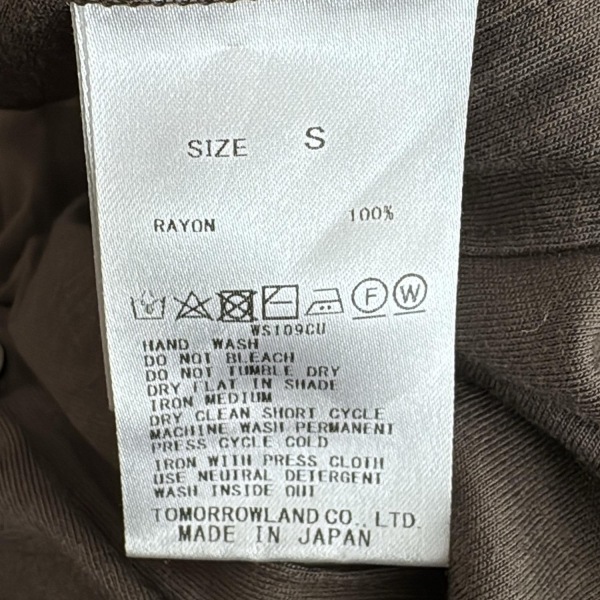 SIZE S
RAYON 100%
F W
WS109CU
HAND WASH
DO NOT BLEACH
DO NOT TUMBLE DRY
DRY FLAT IN SHADE
IRON MEDIUM
DRY CLEAN SHORT CYCLE
MACHINE WASH PERMANENT
PRESS CYCLE COLD
IRON WITH PRESS CLOTH
USE NEUTRAL DETERGENT
WASH INSIDE OUT
TOMORROWLAND CO., LTD.
MADE IN JAPAN